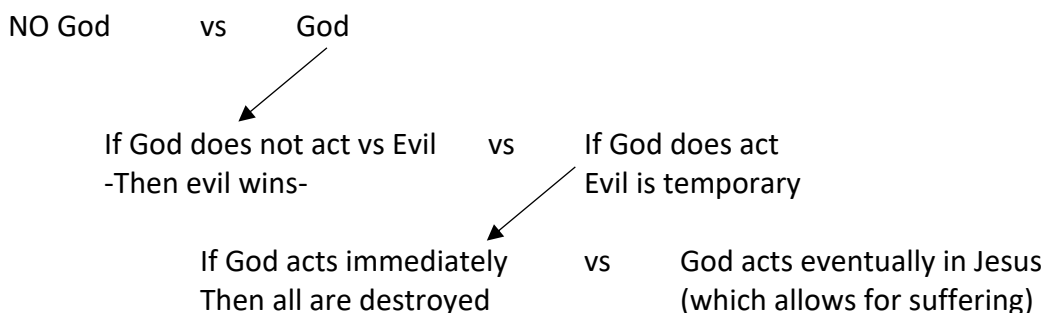 NO God vs God
If God does not act vs Evil vs If God does act
-Then evil wins- Evil is temporary
If God acts immediately vs God acts eventually in Jesus
Then all are destroyed (which allows for suffering)